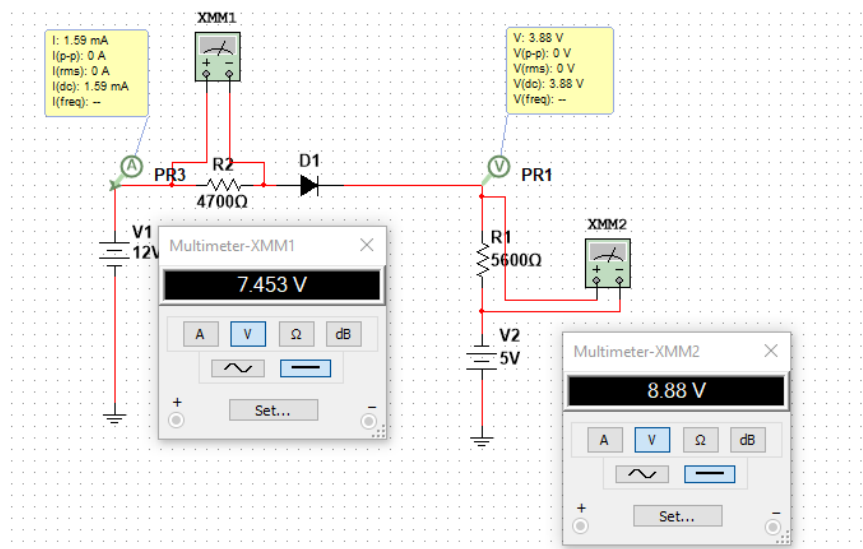 XMM1
I: 1.59 mA
I(p-p): 0 A
I(rms): 0 A
I(dc): 1.59 mA
I(freq): --
V: 3.88 V
V(p-p): 0 V
V(rms): 0 V
V(dc): 3.88 V
V(freq): --
+ −
A
PR3
R2
4700Ω
D1
V
PR1
V1
12V
R1
5600Ω
XMM2
+ −
V2
5V
Multimeter-XMM1
7.453 V
A V Ω dB
+ −
Set...
Multimeter-XMM2
8.88 V
A V Ω dB
+ −
Set...